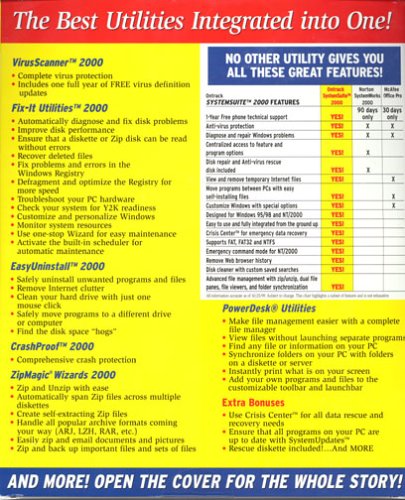 The Best Utilities Integrated into One!
VirusScanner™ 2000
• Complete virus protection
• Includes one full year of FREE virus definition
updates
Fix-It Utilities™ 2000
• Automatically diagnose and fix disk problems
• Improve disk performance
• Ensure that a diskette or Zip disk can be read
without errors
• Recover deleted files
• Fix problems and errors in the
Windows Registry
• Defragment and optimize the Registry for
more speed
• Troubleshoot your PC hardware
• Check your system for Y2K readiness
• Customize and personalize Windows
• Monitor system resources
• Use one-stop Wizard for easy maintenance
• Activate the built-in scheduler for
automatic maintenance
EasyUninstall™ 2000
• Safely uninstall unwanted programs and files
• Remove Internet clutter
• Clean your hard drive with just one
mouse click
• Safely move programs to a different drive
or computer
• Find the disk space "hogs"
CrashProof™ 2000
• Comprehensive crash protection
ZipMagic® Wizards 2000
• Zip and Unzip with ease
• Automatically span Zip files across multiple
diskettes
• Create self-extracting Zip files
• Handle all popular archive formats coming
your way (ARJ, LZH, RAR, etc.)
• Easily zip and email documents and pictures
• Zip and back up important files and sets of files
NO OTHER UTILITY GIVES YOU
ALL THESE GREAT FEATURES!
Ontrack
SYSTEMSUITE™ 2000 FEATURES
Ontrack
SystemSuite™
2000
Norton
SystemWorks
2000
McAfee
Office Pro
1-Year Free phone technical support YES! 90 days only 30 days only
Anti-virus protection YES! X X
Diagnose and repair Windows problems YES! X X
Centralized access to feature and
program options YES! X
Disk repair and Anti-virus rescue
disk included YES! X
View and remove temporary Internet files YES! X X
Move programs between PCs with easy
self-installing files YES! X
Customize Windows with special options YES! X
Designed for Windows 95/98 and NT/2000 YES!
Easy to use and fully integrated from the ground up YES!
Crisis Center™ for emergency data recovery YES!
Supports FAT, FAT32 and NTFS YES!
Emergency command mode for NT/2000 YES!
Remove Web browser history YES!
Disk cleaner with custom saved searches YES!
Advanced file management with zip/unzip, dual file
panes, file viewers, and folder synchronization YES!
PowerDesk® Utilities
• Make file management easier with a complete
file manager
• View files without launching separate programs
• Find any file or information on your PC
• Synchronize folders on your PC with folders
on a diskette or server
• Instantly print what is on your screen
• Add your own programs and files to the
customizable toolbar and launchbar
Extra Bonuses
• Use Crisis Center™ for all data rescue and
recovery needs
• Ensure that all programs on your PC are
up to date with SystemUpdates™
• Rescue diskette included!...And MORE
AND MORE! OPEN THE COVER FOR THE WHOLE STORY!